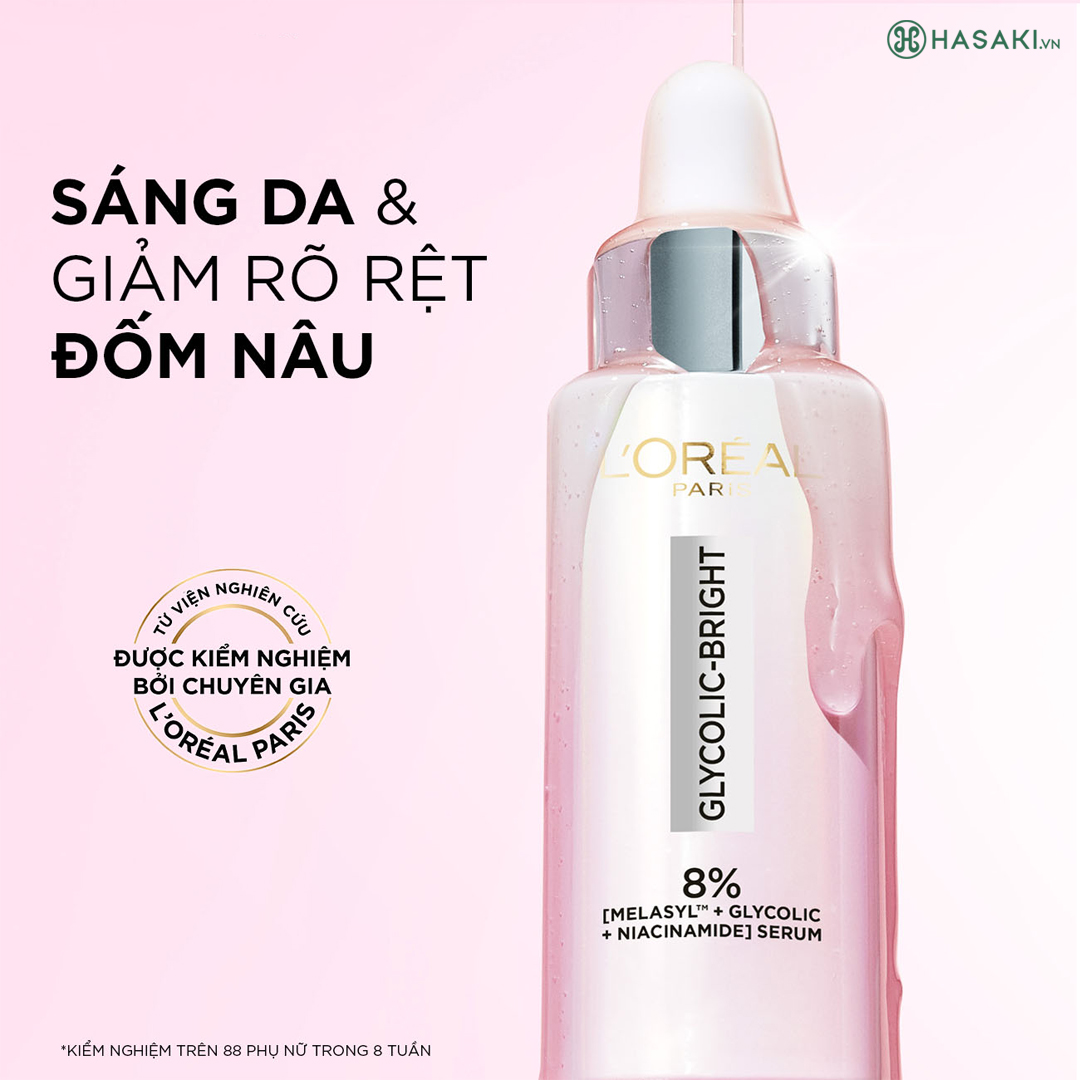 HASAKI.VN
SÁNG DA &
GIẢM RÕ RỆT
ĐỐM NÂU
L'ORÉAL
PARIS
GLYCOLIC-BRIGHT
8%
[MELASYL™ + GLYCOLIC
+ NIACINAMIDE] SERUM
TỪ VIỆN NGHIÊN CỨU
ĐƯỢC KIỂM NGHIỆM
BỞI CHUYÊN GIA
L'ORÉAL PARIS
*KIỂM NGHIỆM TRÊN 88 PHỤ NỮ TRONG 8 TUẦN